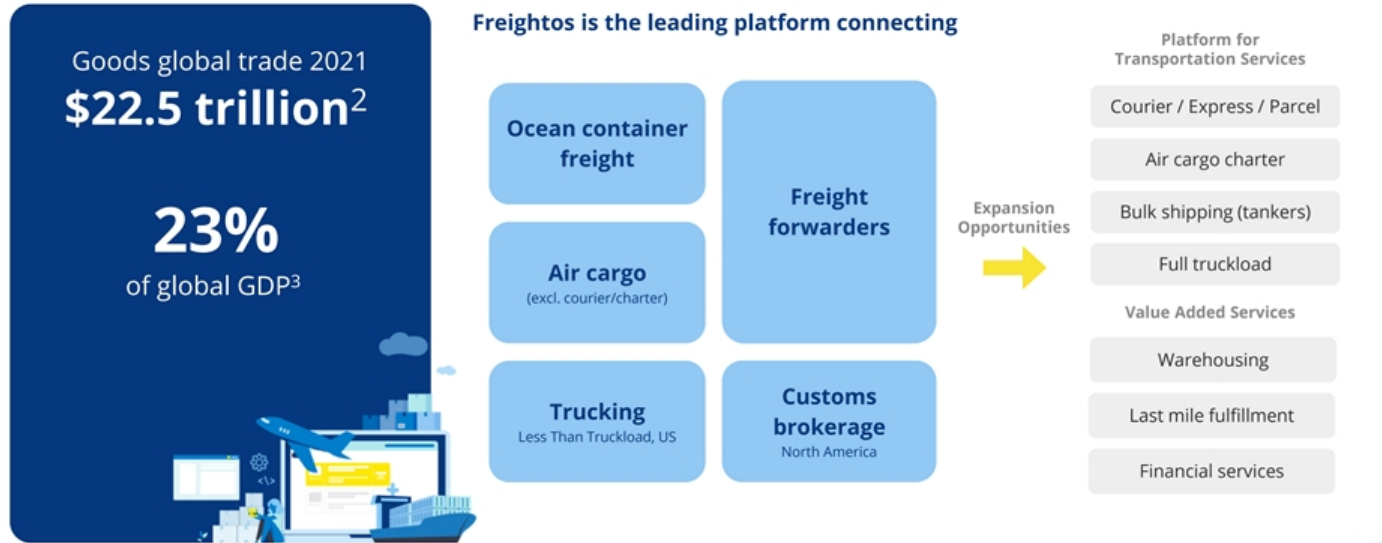 Goods global trade 2021
$22.5 trillion²
23%
of global GDP³
Freightos is the leading platform connecting
Ocean container
freight
Air cargo
(excl. courier/charter)
Trucking
Less Than Truckload, US
Freight
forwarders
Customs
brokerage
North America
Expansion
Opportunities
Platform for
Transportation Services
Courier / Express / Parcel
Air cargo charter
Bulk shipping (tankers)
Full truckload
Value Added Services
Warehousing
Last mile fulfillment
Financial services